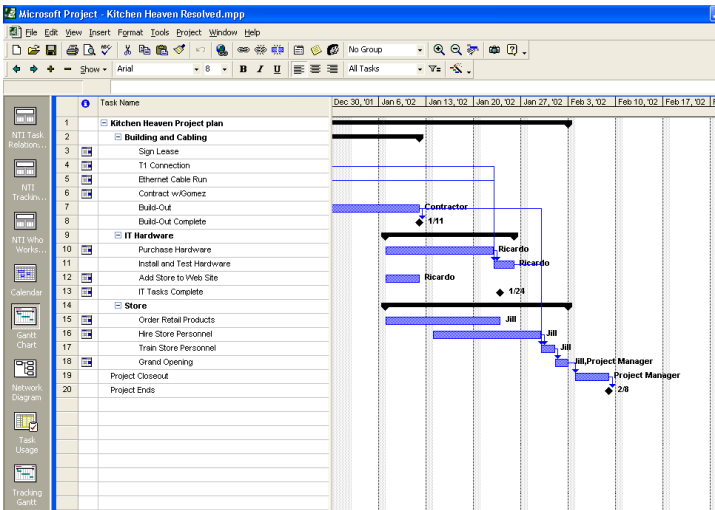 Microsoft Project - Kitchen Heaven Resolved.mpp
File Edit View Insert Format Tools Project Window Help
No Group
Show Arial 8 B I U All Tasks
Task Name Dec 30, '01 Jan 6, '02 Jan 13, '02 Jan 20, '02 Jan 27, '02 Feb 3, '02 Feb 10, '02 Feb 17, '02 F
1 Kitchen Heaven Project plan
2 Building and Cabling
3 Sign Lease
4 T1 Connection
5 Ethernet Cable Run
6 Contract w/Gomez
7 Build-Out Contractor
8 Build-Out Complete 1/11
9 IT Hardware
10 Purchase Hardware Ricardo
11 Install and Test Hardware Ricardo
12 Add Store to Web Site Ricardo
13 IT Tasks Complete 1/24
14 Store
15 Order Retail Products Jill
16 Hire Store Personnel Jill
17 Train Store Personnel Jill
18 Grand Opening Jill,Project Manager
19 Project Closeout Project Manager
20 Project Ends 2/8
NTI Task
Relation...
NTI
Trackin...
NTI Who
Works...
Calendar
Gantt
Chart
Network
Diagram
Task
Usage
Tracking
Gantt